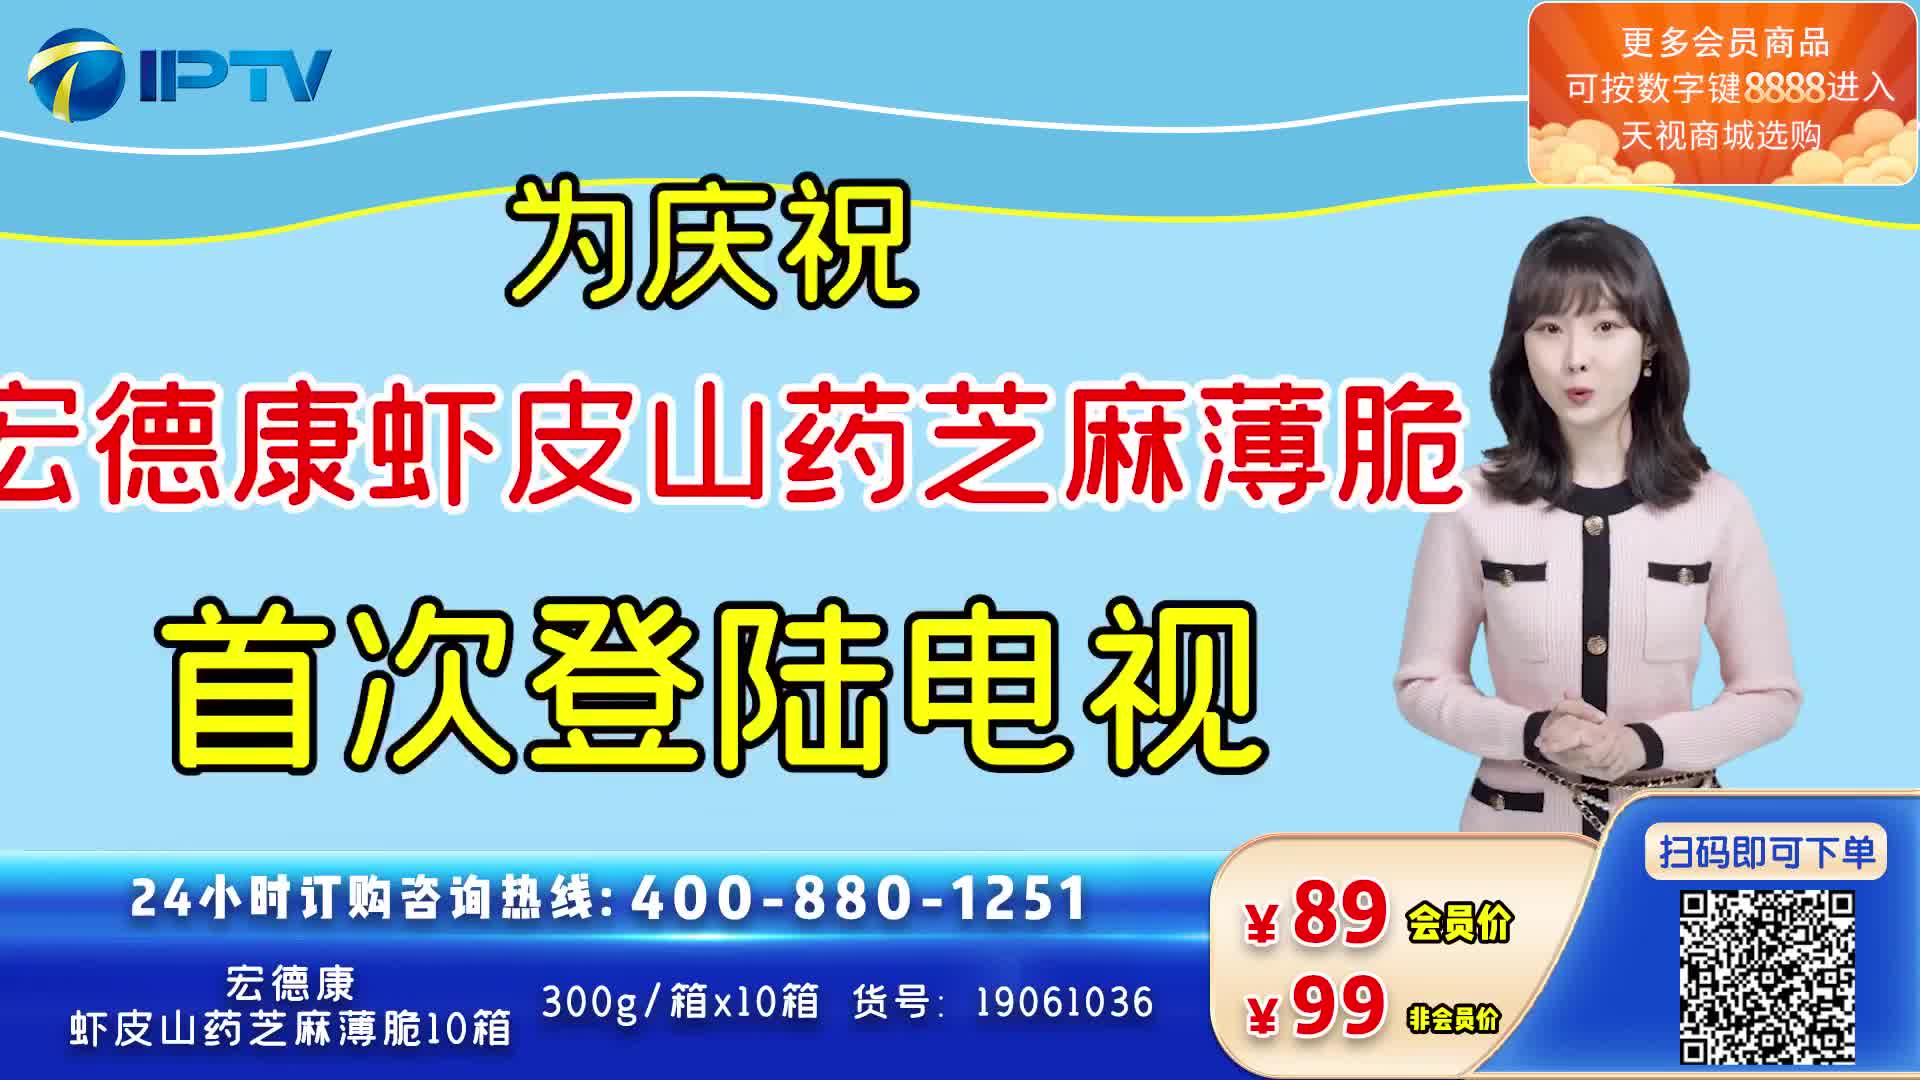 IPTV
更多会员商品
可按数字键8888进入
天视商城选购
为庆祝
宏德康虾皮山药芝麻薄脆
首次登陆电视
扫码即可下单
24小时订购咨询热线:400-880-1251
¥89 会员价
宏德康
虾皮山药芝麻薄脆10箱
300g/箱x10箱 货号: 19061036
¥99 非会员价